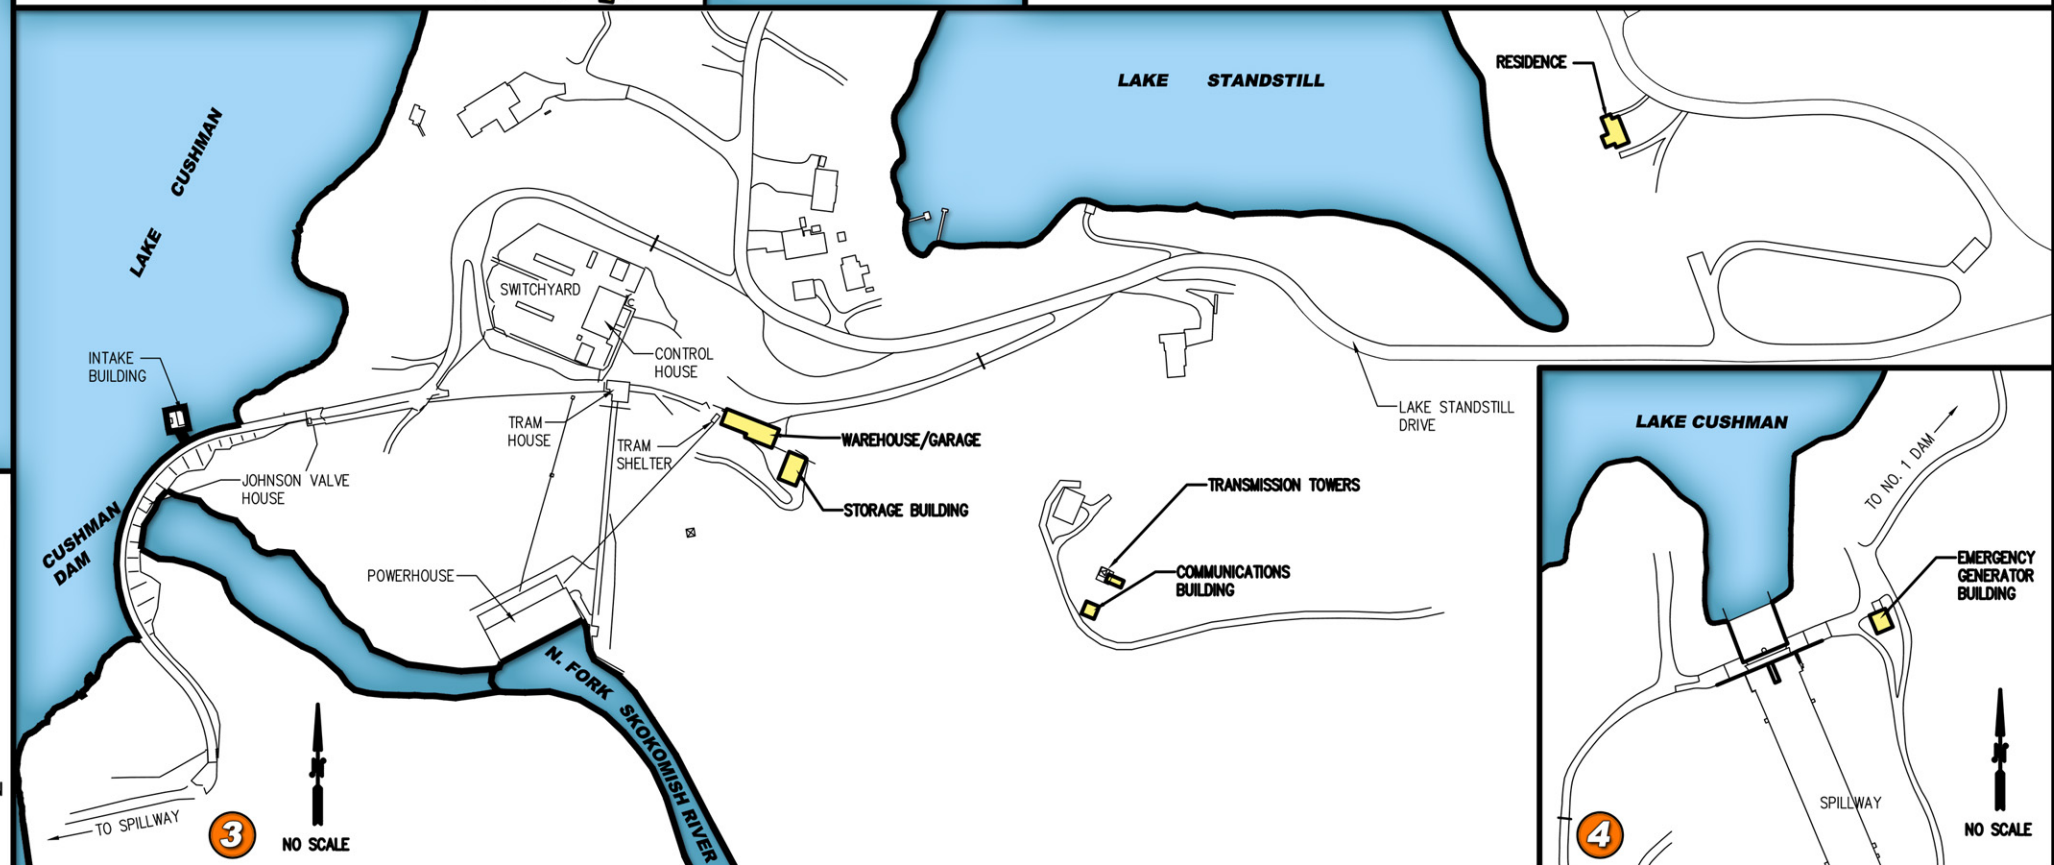 LAKE STANDSTILL
RESIDENCE
LAKE CUSHMAN
SWITCHYARD
INTAKE
BUILDING
CONTROL
HOUSE
TRAM
HOUSE
TRAM
SHELTER
WAREHOUSE/GARAGE
LAKE STANDSTILL
DRIVE
JOHNSON VALVE
HOUSE
STORAGE BUILDING
TRANSMISSION TOWERS
CUSHMAN
DAM
POWERHOUSE
COMMUNICATIONS
BUILDING
N. FORK SKOKOMISH RIVER
TO SPILLWAY
3
N
NO SCALE
LAKE CUSHMAN
TO NO. 1 DAM
EMERGENCY
GENERATOR
BUILDING
SPILLWAY
4
N
NO SCALE